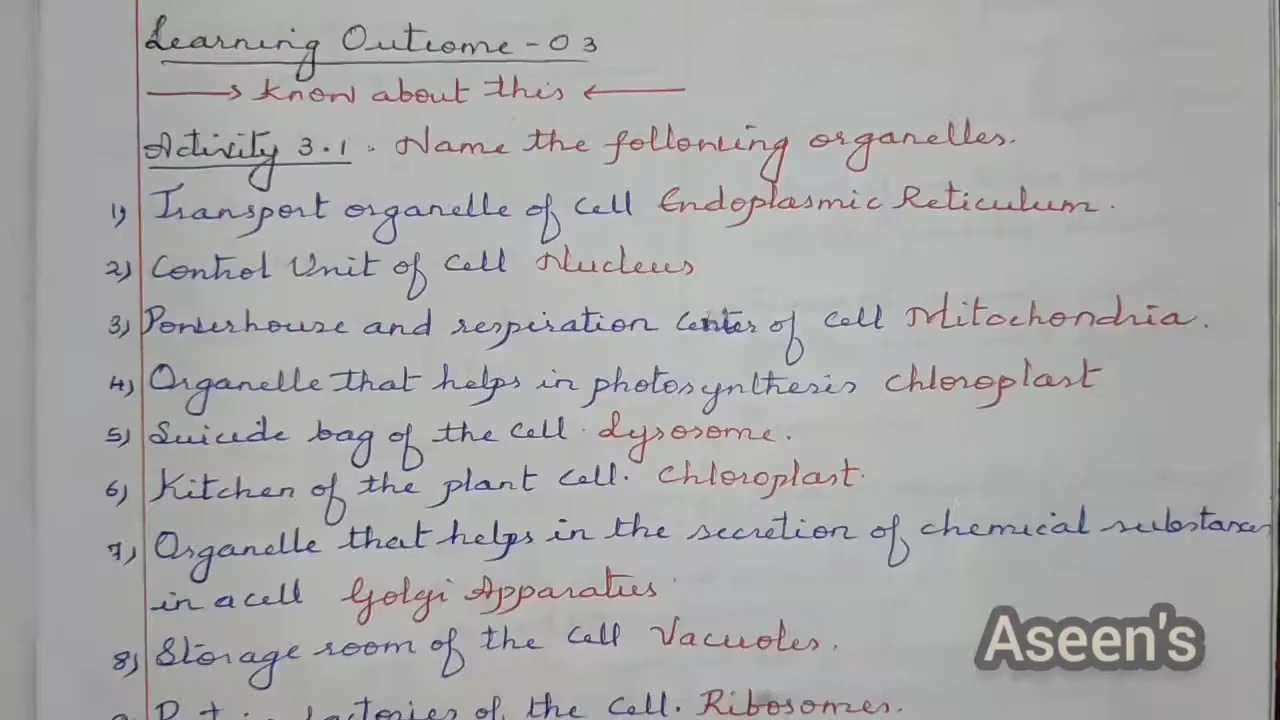 Learning Outcome - 03
know about this
Activity 3.1. Name the following organelles.
1) Transport organelle of cell Endoplasmic Reticulum.
2) Control Unit of cell Nucleus
3) Powerhouse and respiration center of cell Mitochondria.
4) Organelle that helps in photosynthesis chloroplast
5) Suicide bag of the cell. Lysosome.
6) Kitchen of the plant cell. Chloroplast.
7) Organelle that helps in the secretion of chemical substances
in a cell Golgi Apparatus
8) Storage room of the cell Vacuoles.
factories of the cell. Ribosomes.
Aseen's